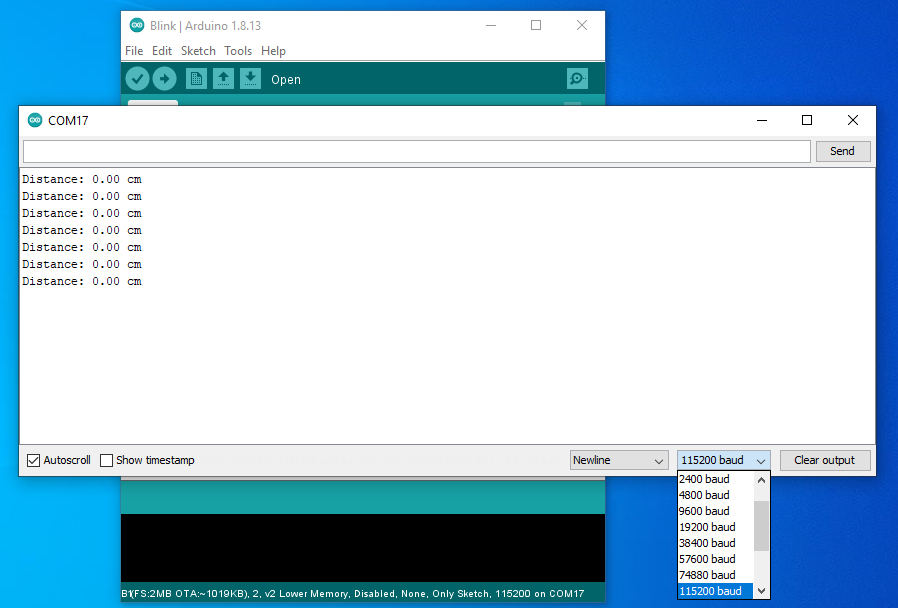 Blink | Arduino 1.8.13
File Edit Sketch Tools Help
Open
COM17
Send
Distance: 0.00 cm
Distance: 0.00 cm
Distance: 0.00 cm
Distance: 0.00 cm
Distance: 0.00 cm
Distance: 0.00 cm
Distance: 0.00 cm
Autoscroll Show timestamp Newline 115200 baud Clear output
2400 baud
4800 baud
9600 baud
19200 baud
38400 baud
57600 baud
74880 baud
115200 baud
B1(FS:2MB OTA:~1019KB), 2, v2 Lower Memory, Disabled, None, Only Sketch, 115200 on COM17